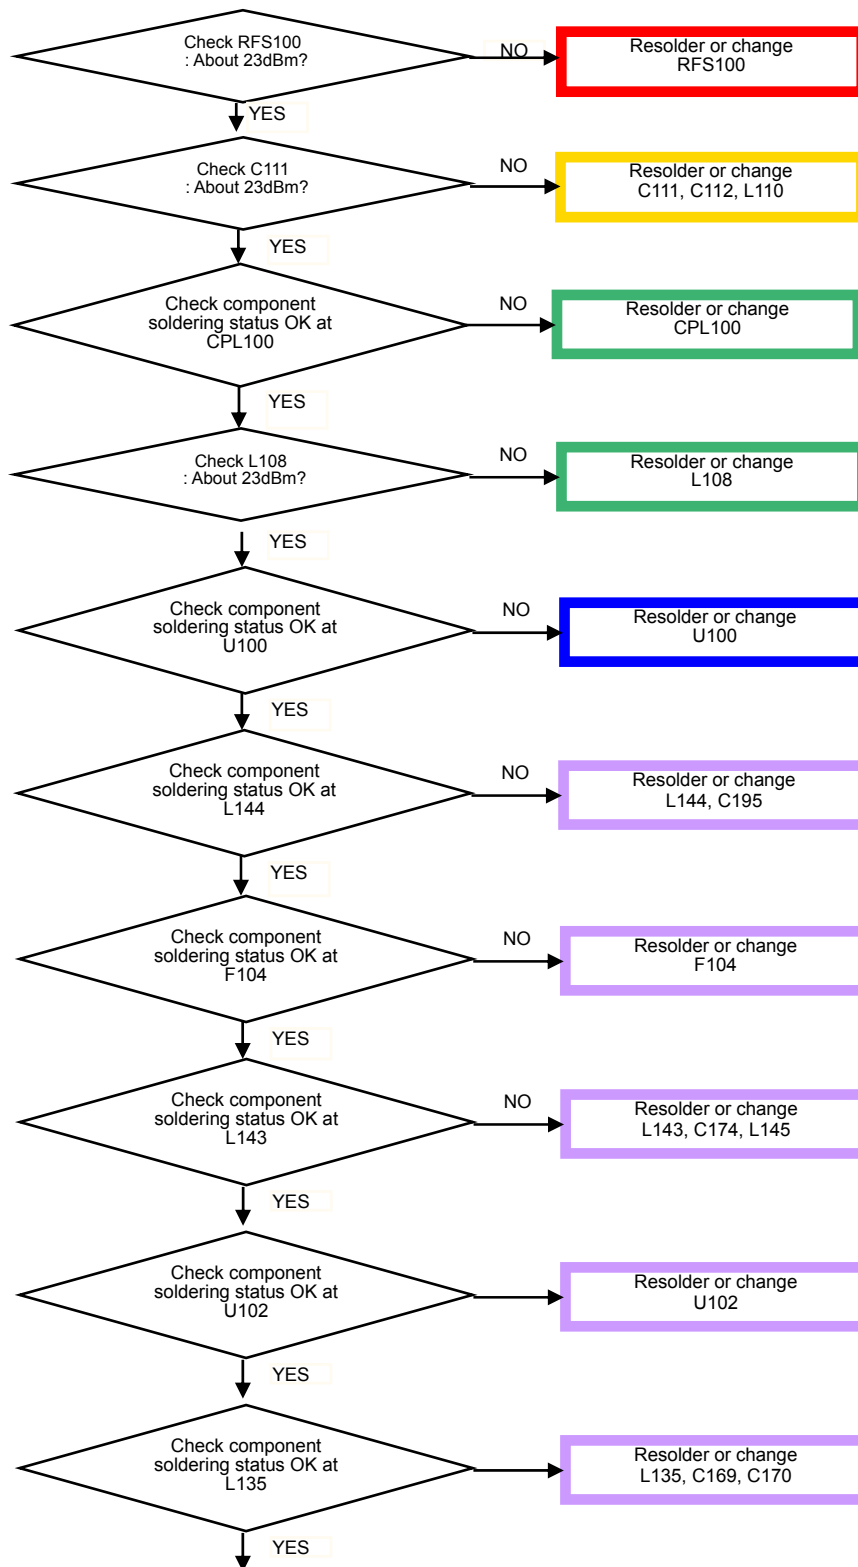 Check RFS100
: About 23dBm?
NO
Resolder or change
RFS100
YES
Check C111
: About 23dBm?
NO
Resolder or change
C111, C112, L110
YES
Check component
soldering status OK at
CPL100
NO
Resolder or change
CPL100
YES
Check L108
: About 23dBm?
NO
Resolder or change
L108
YES
Check component
soldering status OK at
U100
NO
Resolder or change
U100
YES
Check component
soldering status OK at
L144
NO
Resolder or change
L144, C195
YES
Check component
soldering status OK at
F104
NO
Resolder or change
F104
YES
Check component
soldering status OK at
L143
NO
Resolder or change
L143, C174, L145
YES
Check component
soldering status OK at
U102
Resolder or change
U102
YES
Check component
soldering status OK at
L135
Resolder or change
L135, C169, C170
YES